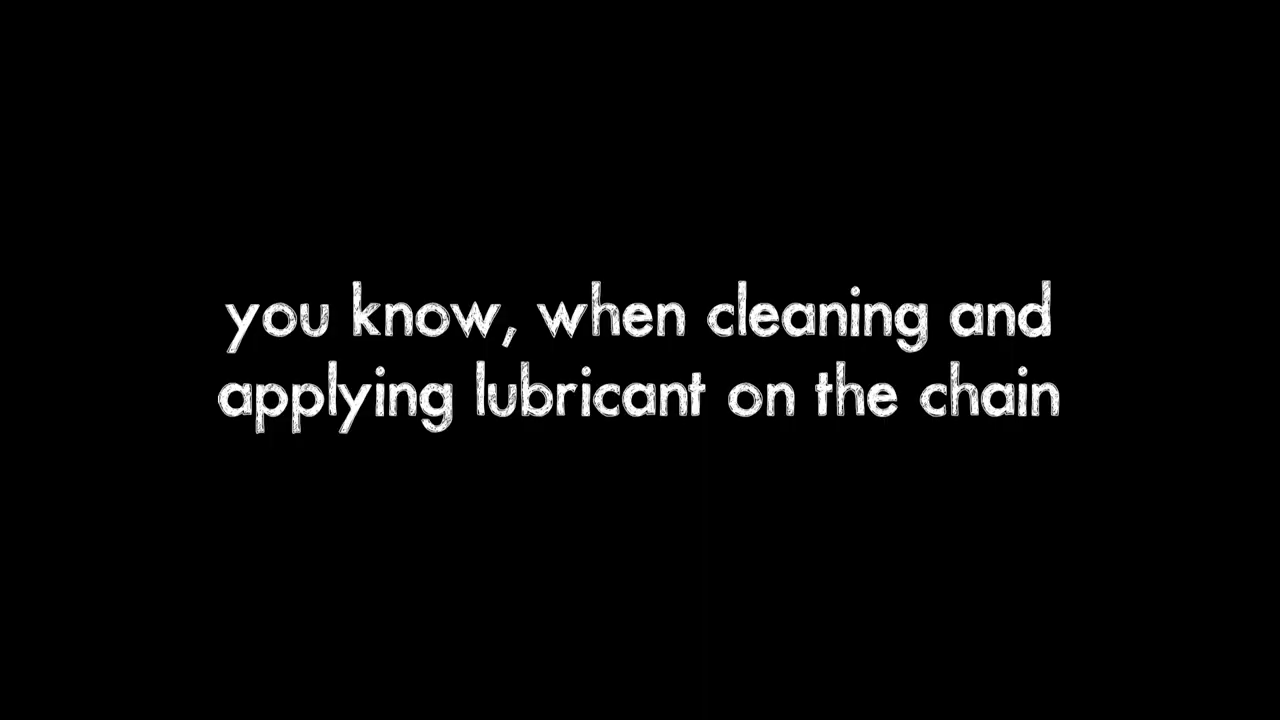 you know, when cleaning and
applying lubricant on the chain